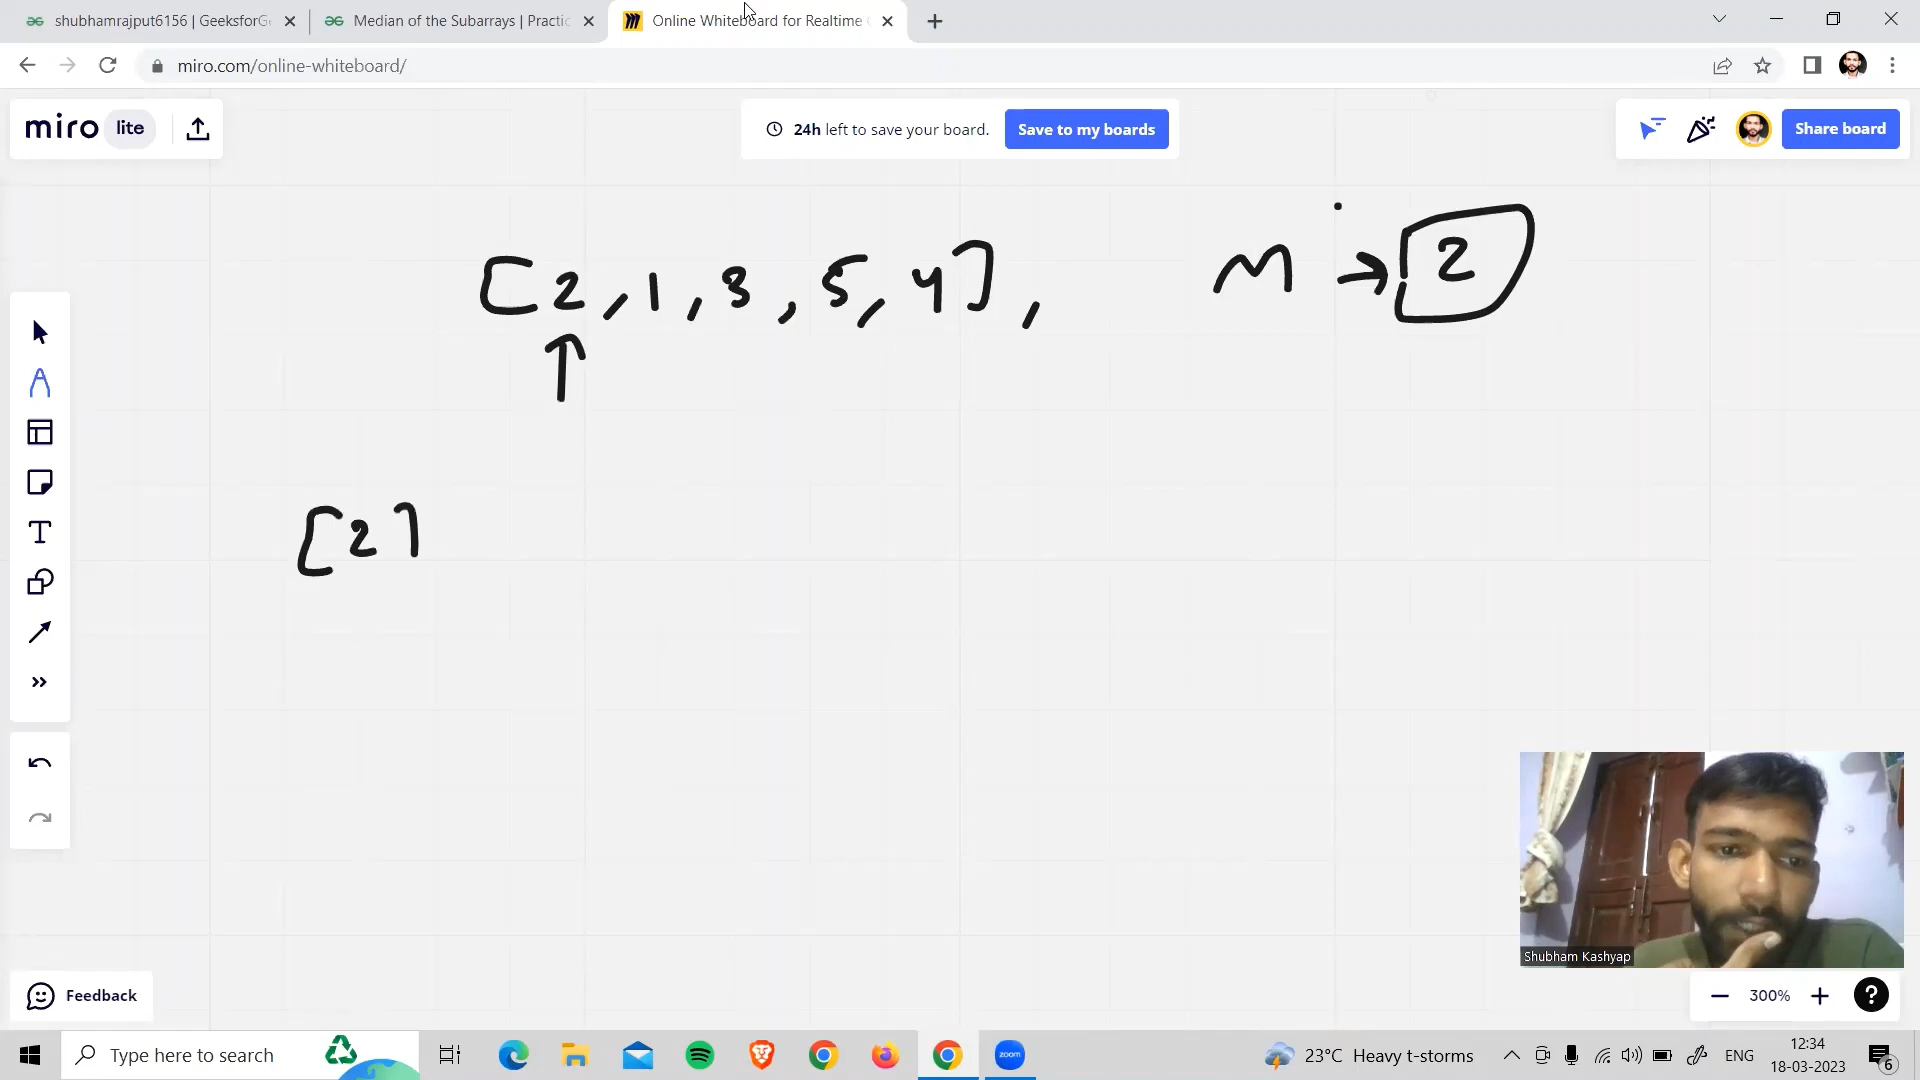 shubhamrajput6156 | GeeksforG
Median of the Subarrays | Practic
Online Whiteboard for Realtime C
miro.com/online-whiteboard/
miro lite
24h left to save your board.
Save to my boards
Share board
[2, 1, 3, 5, 4],
M → 2
[2]
Shubham Kashyap
Feedback
300%
?
Type here to search
zoom
23°C Heavy t-storms
ENG
12:34
18-03-2023
6